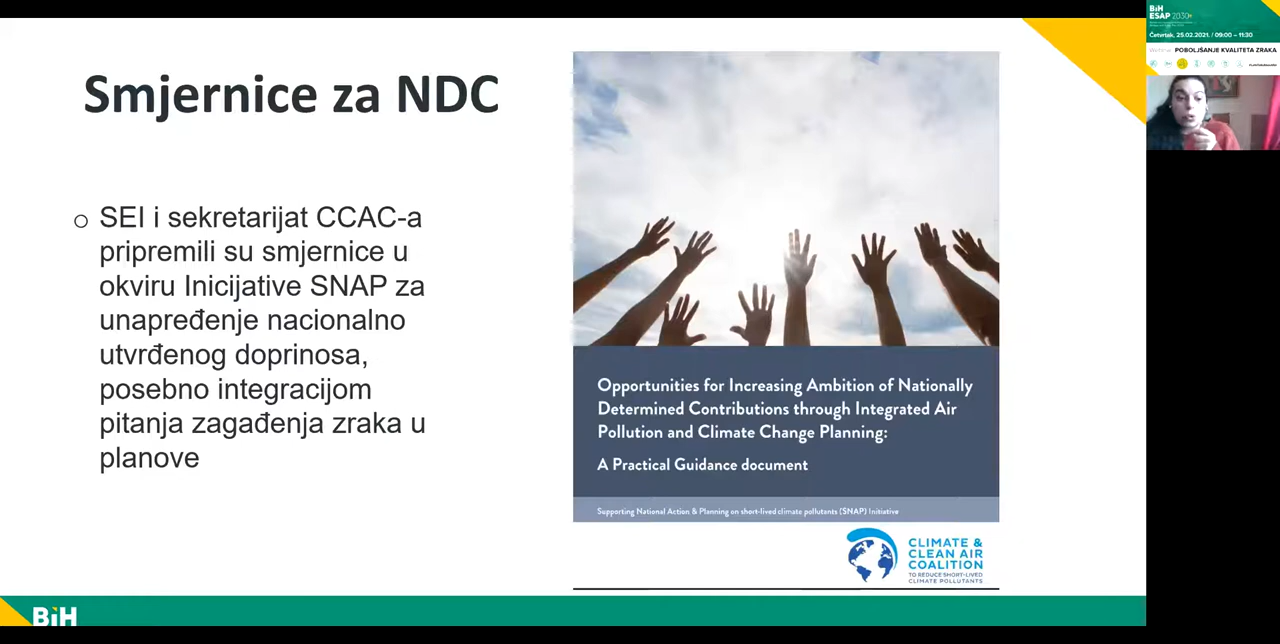 Smjernice za NDC
SEI i sekretarijat CCAC-a
pripremili su smjernice u
okviru Inicijative SNAP za
unapređenje nacionalno
utvrđenog doprinosa,
posebno integracijom
pitanja zagađenja zraka u
planove
Opportunities for Increasing Ambition of Nationally
Determined Contributions through Integrated Air
Pollution and Climate Change Planning:
A Practical Guidance document
Supporting National Action & Planning on short-lived climate pollutants (SNAP) Initiative
CLIMATE &
CLEAN AIR
COALITION
TO REDUCE SHORT-LIVED
CLIMATE POLLUTANTS
BiH
BiH
ESAP 2030+
Četvrtak, 25.02.2021. / 09:00 – 11:30
Webinar: POBOLJŠANJE KVALITETA ZRAKA